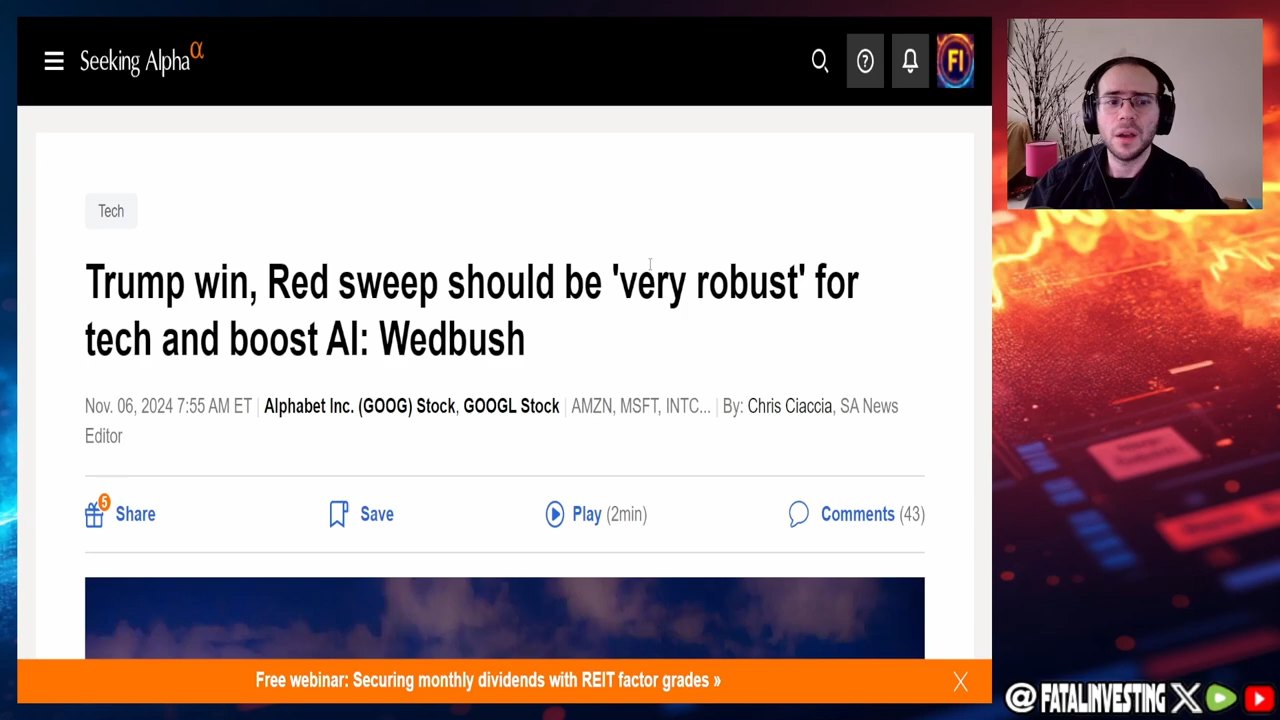 Seeking Alpha α
FI
Tech
Trump win, Red sweep should be 'very robust' for
tech and boost AI: Wedbush
Nov. 06, 2024 7:55 AM ET | Alphabet Inc. (GOOG) Stock, GOOGL Stock | AMZN, MSFT, INTC... | By: Chris Ciaccia, SA News
Editor
5
Share
Save
Play (2min)
Comments (43)
Free webinar: Securing monthly dividends with REIT factor grades »
@FATALINVESTING